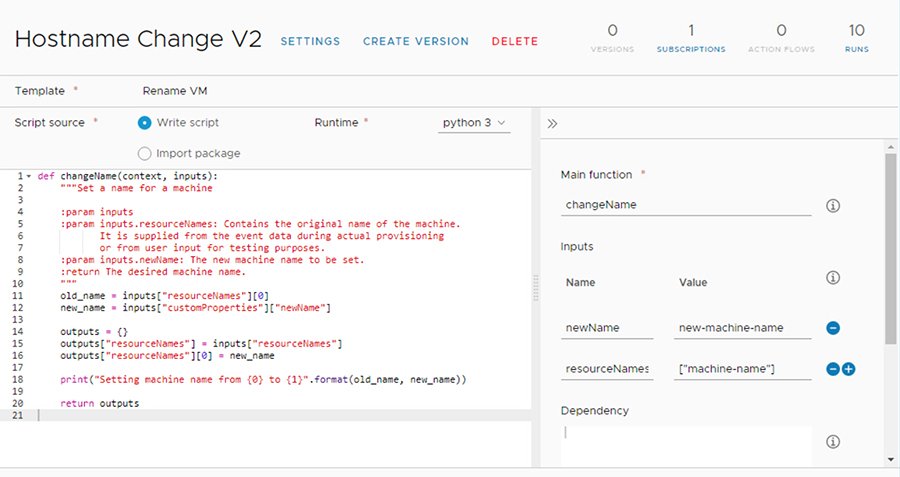 Hostname Change V2 SETTINGS CREATE VERSION DELETE 0 1 0 10
VERSIONS SUBSCRIPTIONS ACTION FLOWS RUNS
Template * Rename VM
Script source * Write script Runtime * python 3
Import package
Main function *
changeName
Inputs
Name Value
newName new-machine-name
resourceNames ["machine-name"]
Dependency
1 def changeName(context, inputs):
2 """Set a name for a machine
3
4 :param inputs
5 :param inputs.resourceNames: Contains the original name of the machine.
6 It is supplied from the event data during actual provisioning
7 or from user input for testing purposes.
8 :param inputs.newName: The new machine name to be set.
9 :return The desired machine name.
10 """
11 old_name = inputs["resourceNames"][0]
12 new_name = inputs["customProperties"]["newName"]
13
14 outputs = {}
15 outputs["resourceNames"] = inputs["resourceNames"]
16 outputs["resourceNames"][0] = new_name
17
18 print("Setting machine name from {0} to {1}".format(old_name, new_name))
19
20 return outputs
21